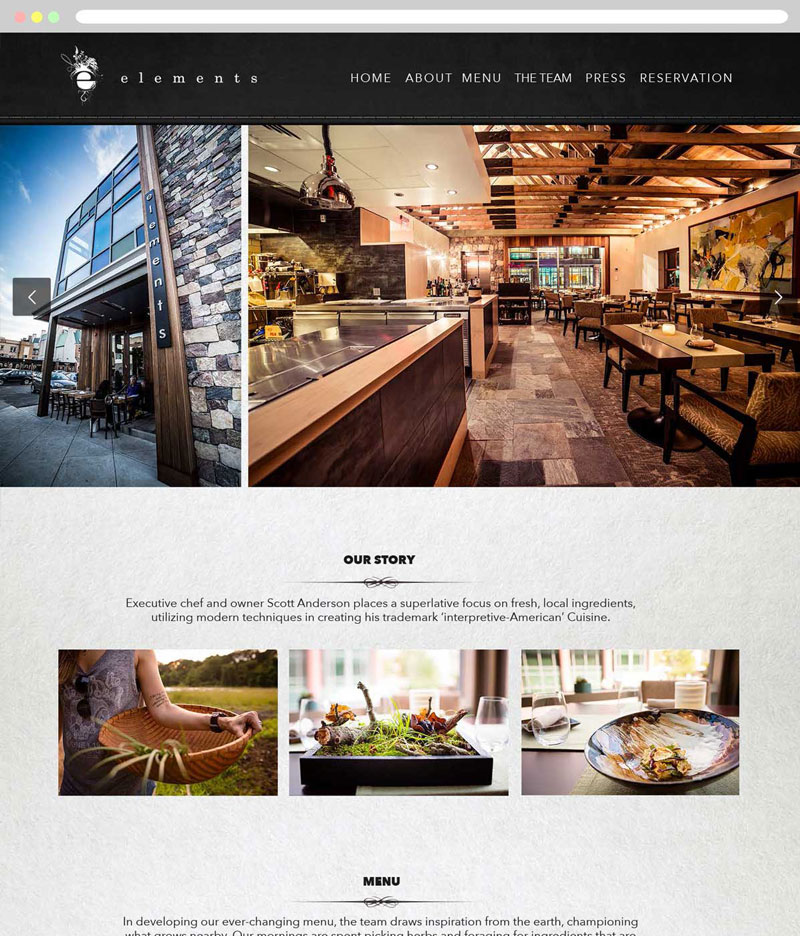 elements
HOME ABOUT MENU THE TEAM PRESS RESERVATION
elements
OUR STORY
Executive chef and owner Scott Anderson places a superlative focus on fresh, local ingredients,
utilizing modern techniques in creating his trademark ‘interpretive-American’ Cuisine.
MENU
In developing our ever-changing menu, the team draws inspiration from the earth, championing
what grows nearby. Our mornings are spent picking herbs and foraging for ingredients that are